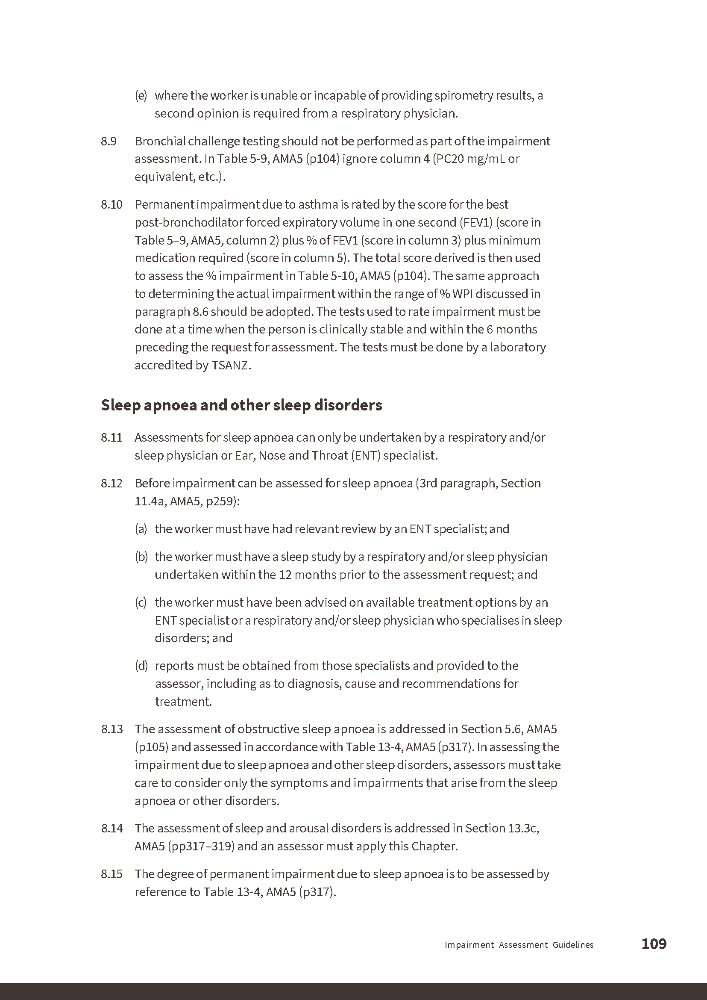 (e) where the worker is unable or incapable of providing spirometry results, a
second opinion is required from a respiratory physician.
8.9 Bronchial challenge testing should not be performed as part of the impairment
assessment. In Table 5-9, AMA5 (p104) ignore column 4 (PC20 mg/mL or
equivalent, etc.).
8.10 Permanent impairment due to asthma is rated by the score for the best
post-bronchodilator forced expiratory volume in one second (FEV1) (score in
Table 5–9, AMA5, column 2) plus % of FEV1 (score in column 3) plus minimum
medication required (score in column 5). The total score derived is then used
to assess the % impairment in Table 5-10, AMA5 (p104). The same approach
to determining the actual impairment within the range of % WPI discussed in
paragraph 8.6 should be adopted. The tests used to rate impairment must be
done at a time when the person is clinically stable and within the 6 months
preceding the request for assessment. The tests must be done by a laboratory
accredited by TSANZ.
Sleep apnoea and other sleep disorders
8.11 Assessments for sleep apnoea can only be undertaken by a respiratory and/or
sleep physician or Ear, Nose and Throat (ENT) specialist.
8.12 Before impairment can be assessed for sleep apnoea (3rd paragraph, Section
11.4a, AMA5, p259):
(a) the worker must have had relevant review by an ENT specialist; and
(b) the worker must have a sleep study by a respiratory and/or sleep physician
undertaken within the 12 months prior to the assessment request; and
(c) the worker must have been advised on available treatment options by an
ENT specialist or a respiratory and/or sleep physician who specialises in sleep
disorders; and
(d) reports must be obtained from those specialists and provided to the
assessor, including as to diagnosis, cause and recommendations for
treatment.
8.13 The assessment of obstructive sleep apnoea is addressed in Section 5.6, AMA5
(p105) and assessed in accordance with Table 13-4, AMA5 (p317). In assessing the
impairment due to sleep apnoea and other sleep disorders, assessors must take
care to consider only the symptoms and impairments that arise from the sleep
apnoea or other disorders.
8.14 The assessment of sleep and arousal disorders is addressed in Section 13.3c,
AMA5 (pp317–319) and an assessor must apply this Chapter.
8.15 The degree of permanent impairment due to sleep apnoea is to be assessed by
reference to Table 13-4, AMA5 (p317).
Impairment Assessment Guidelines 109